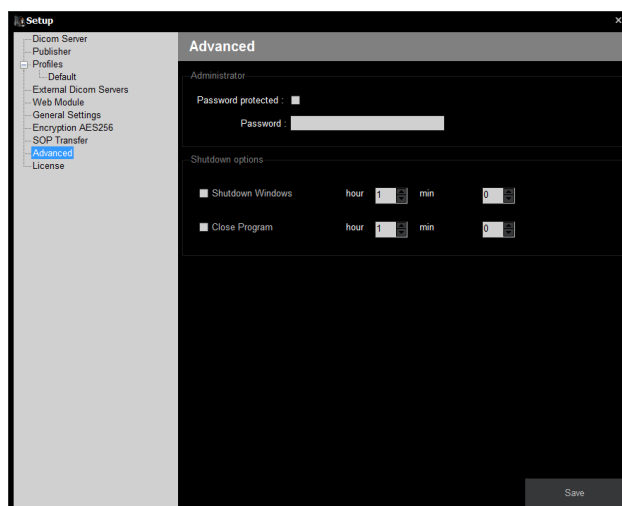 Setup
Dicom Server
Publisher
Profiles
Default
External Dicom Servers
Web Module
General Settings
Encryption AES256
SOP Transfer
Advanced
License
Advanced
Administrator
Password protected :
Password :
Shutdown options
Shutdown Windows hour 1 min 0
Close Program hour 1 min 0
Save